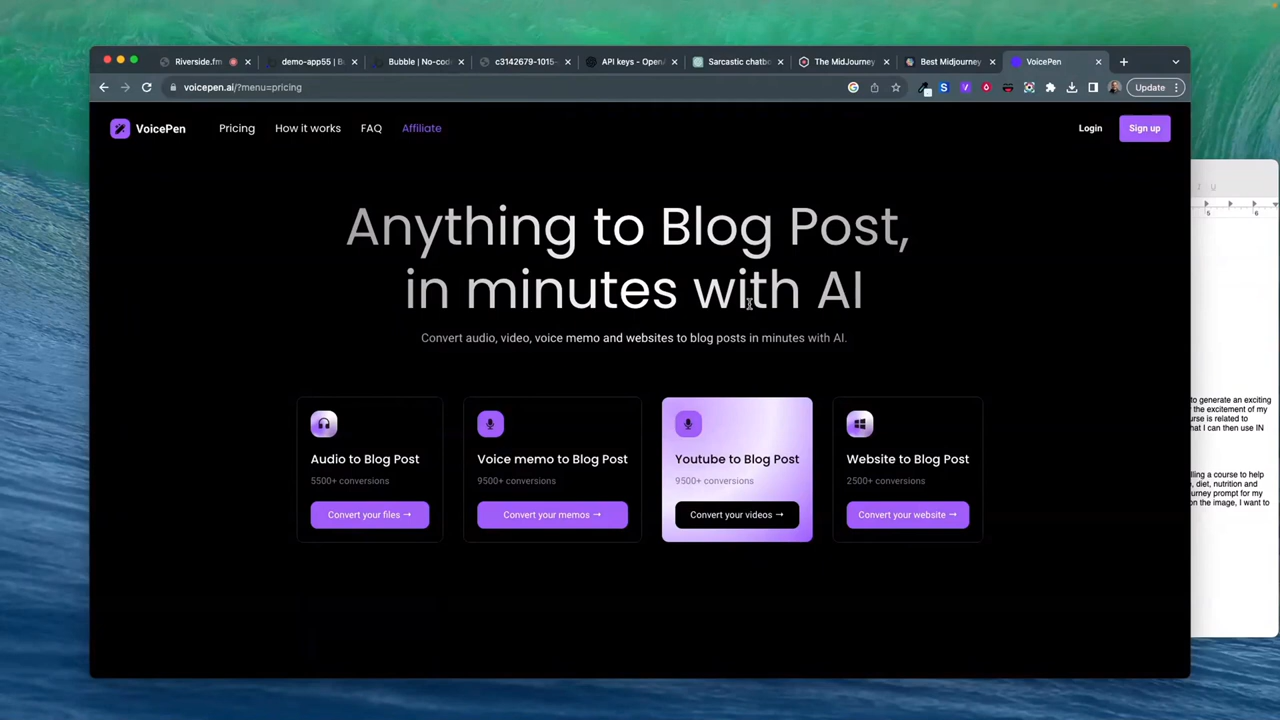 Riverside.fm
demo-app55 | Bu
Bubble | No-cod
c3142679-1015-
API keys - OpenA
Sarcastic chatbo
The MidJourney
Best Midjourney
VoicePen
voicepen.ai/?menu=pricing
Update
VoicePen
Pricing
How it works
FAQ
Affiliate
Login
Sign up
Anything to Blog Post,
in minutes with AI
Convert audio, video, voice memo and websites to blog posts in minutes with AI.
Audio to Blog Post
5500+ conversions
Convert your files →
Voice memo to Blog Post
9500+ conversions
Convert your memos →
Youtube to Blog Post
9500+ conversions
Convert your videos →
Website to Blog Post
2500+ conversions
Convert your website →
I U
5 6
to generate an exciting
the excitement of my
urse is related to
hat I can then use IN
lling a course to help
, diet, nutrition and
urney prompt for my
on the image, I want to